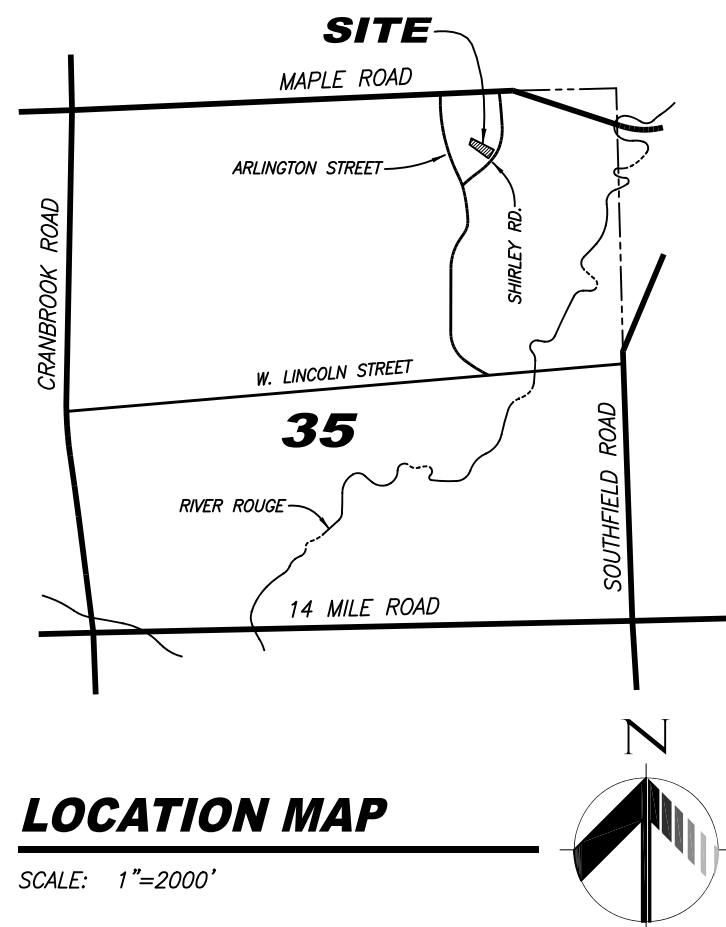 SITE
MAPLE ROAD
ARLINGTON STREET
SHIRLEY RD.
CRANBROOK ROAD
W. LINCOLN STREET
35
SOUTHFIELD ROAD
RIVER ROUGE
14 MILE ROAD
N
LOCATION MAP
SCALE: 1"=2000'